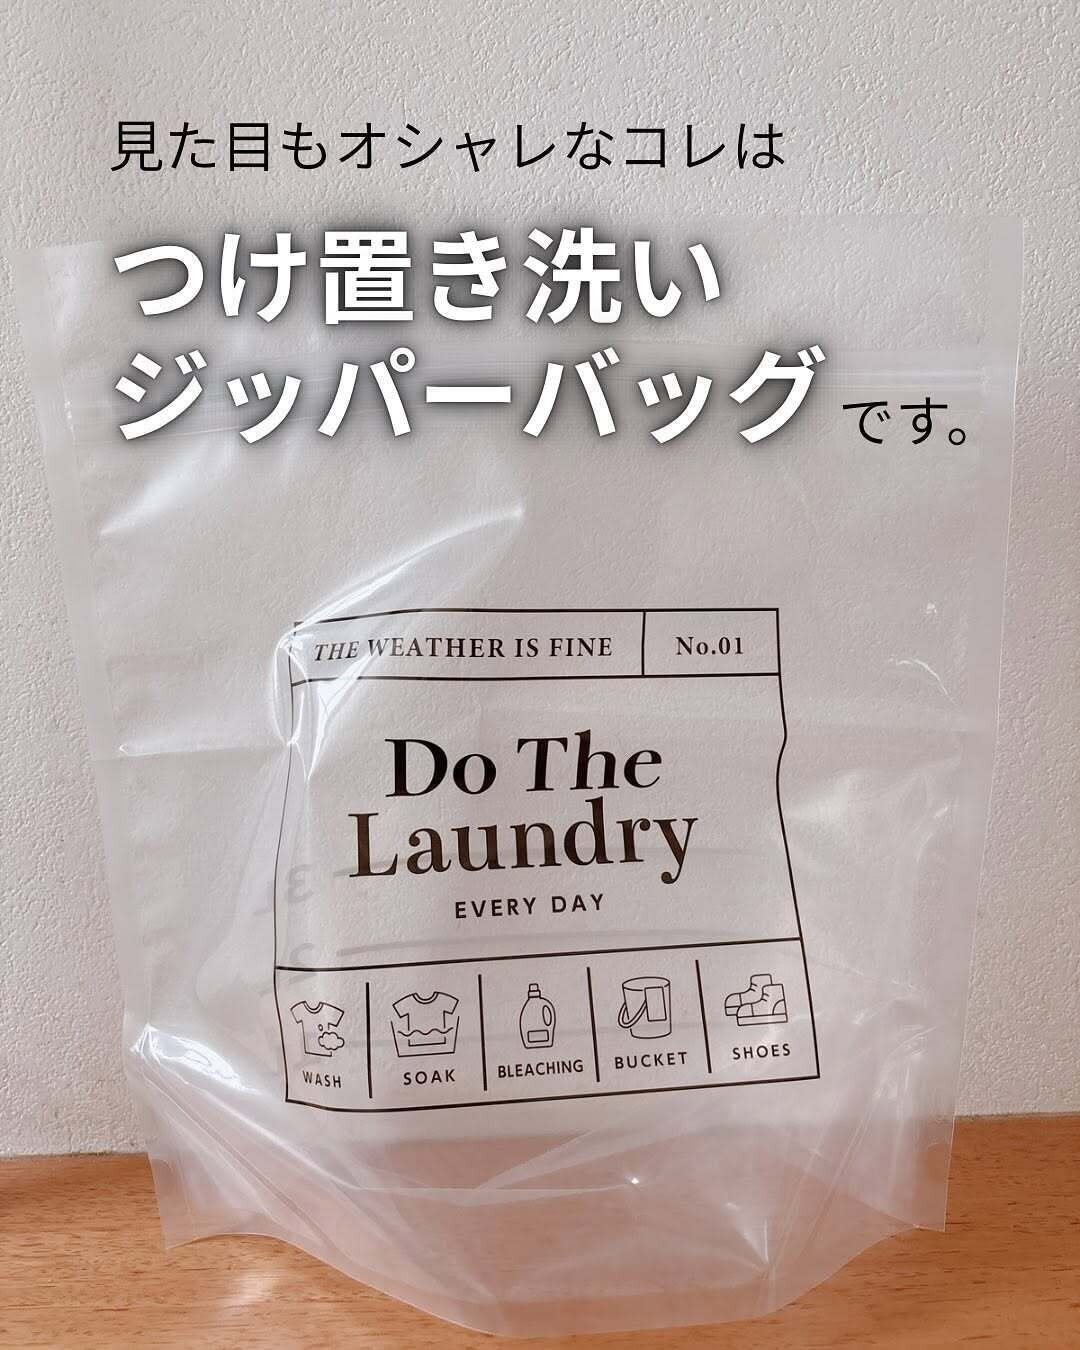 見た目もオシャレなコレは
つけ置き洗い
ジッパーバッグです。
THE WEATHER IS FINE No.01
Do The
Laundry
EVERY DAY
3L
2
WASH SOAK BLEACHING BUCKET SHOES